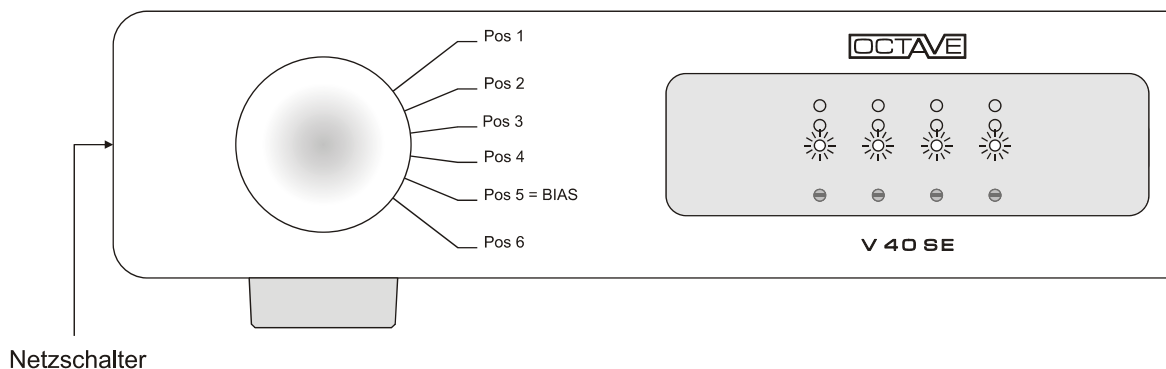 Pos 1
Pos 2
Pos 3
Pos 4
Pos 5 = BIAS
Pos 6
OCTAVE
V 40 SE
Netzschalter